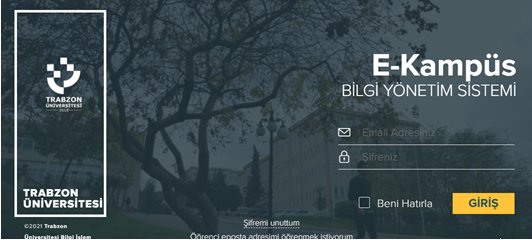 TRABZON
ÜNİVERSİTESİ
2018
TRABZON
ÜNİVERSİTESİ
©2021 Trabzon
Üniversitesi Bilgi İşlem
E-Kampüs
BİLGİ YÖNETİM SİSTEMİ
Email Adresiniz
Şifreniz
Beni Hatırla
GİRİŞ
Şifremi unuttum
Öğrenci eposta adresimi öğrenmek istiyorum